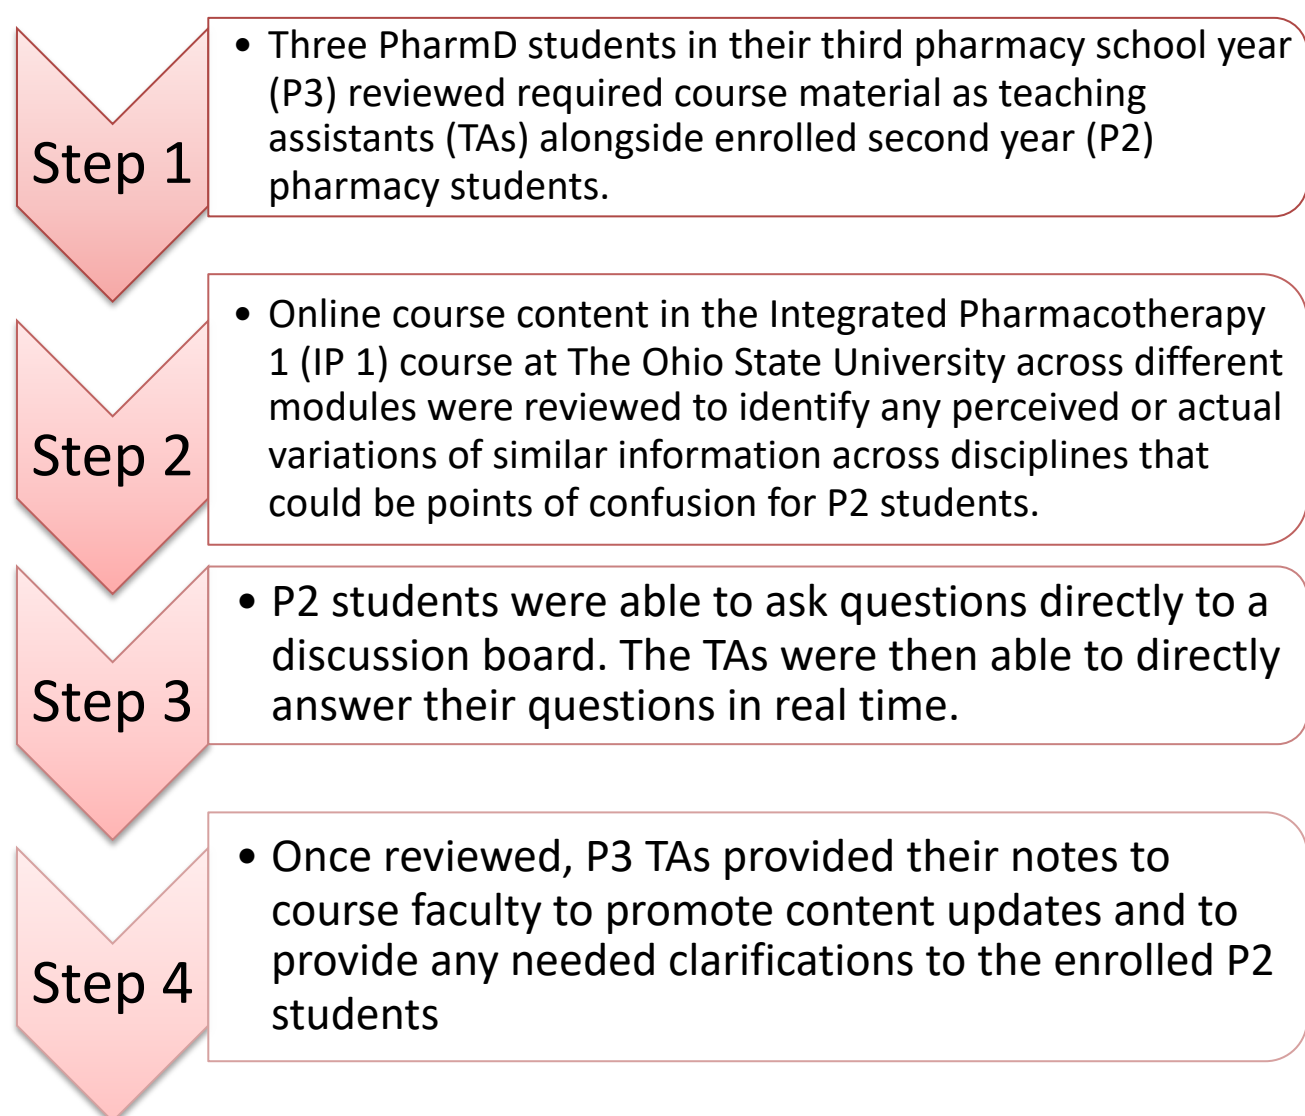 Step 1
• Three PharmD students in their third pharmacy school year
(P3) reviewed required course material as teaching
assistants (TAs) alongside enrolled second year (P2)
pharmacy students.
Step 2
• Online course content in the Integrated Pharmacotherapy
1 (IP 1) course at The Ohio State University across different
modules were reviewed to identify any perceived or actual
variations of similar information across disciplines that
could be points of confusion for P2 students.
Step 3
• P2 students were able to ask questions directly to a
discussion board. The TAs were then able to directly
answer their questions in real time.
Step 4
• Once reviewed, P3 TAs provided their notes to
course faculty to promote content updates and to
provide any needed clarifications to the enrolled P2
students